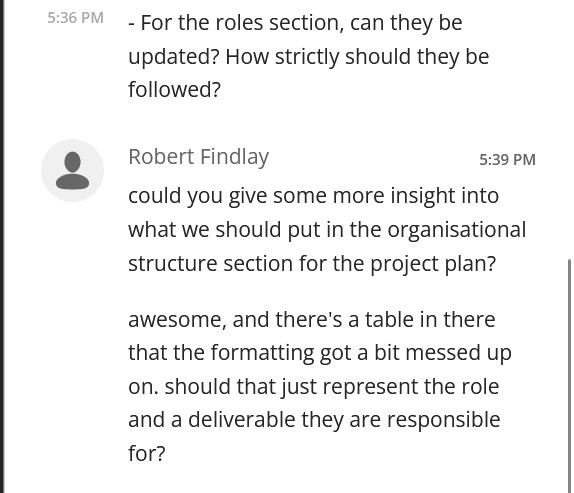 5:36 PM
- For the roles section, can they be
updated? How strictly should they be
followed?
Robert Findlay 5:39 PM
could you give some more insight into
what we should put in the organisational
structure section for the project plan?
awesome, and there's a table in there
that the formatting got a bit messed up
on. should that just represent the role
and a deliverable they are responsible
for?